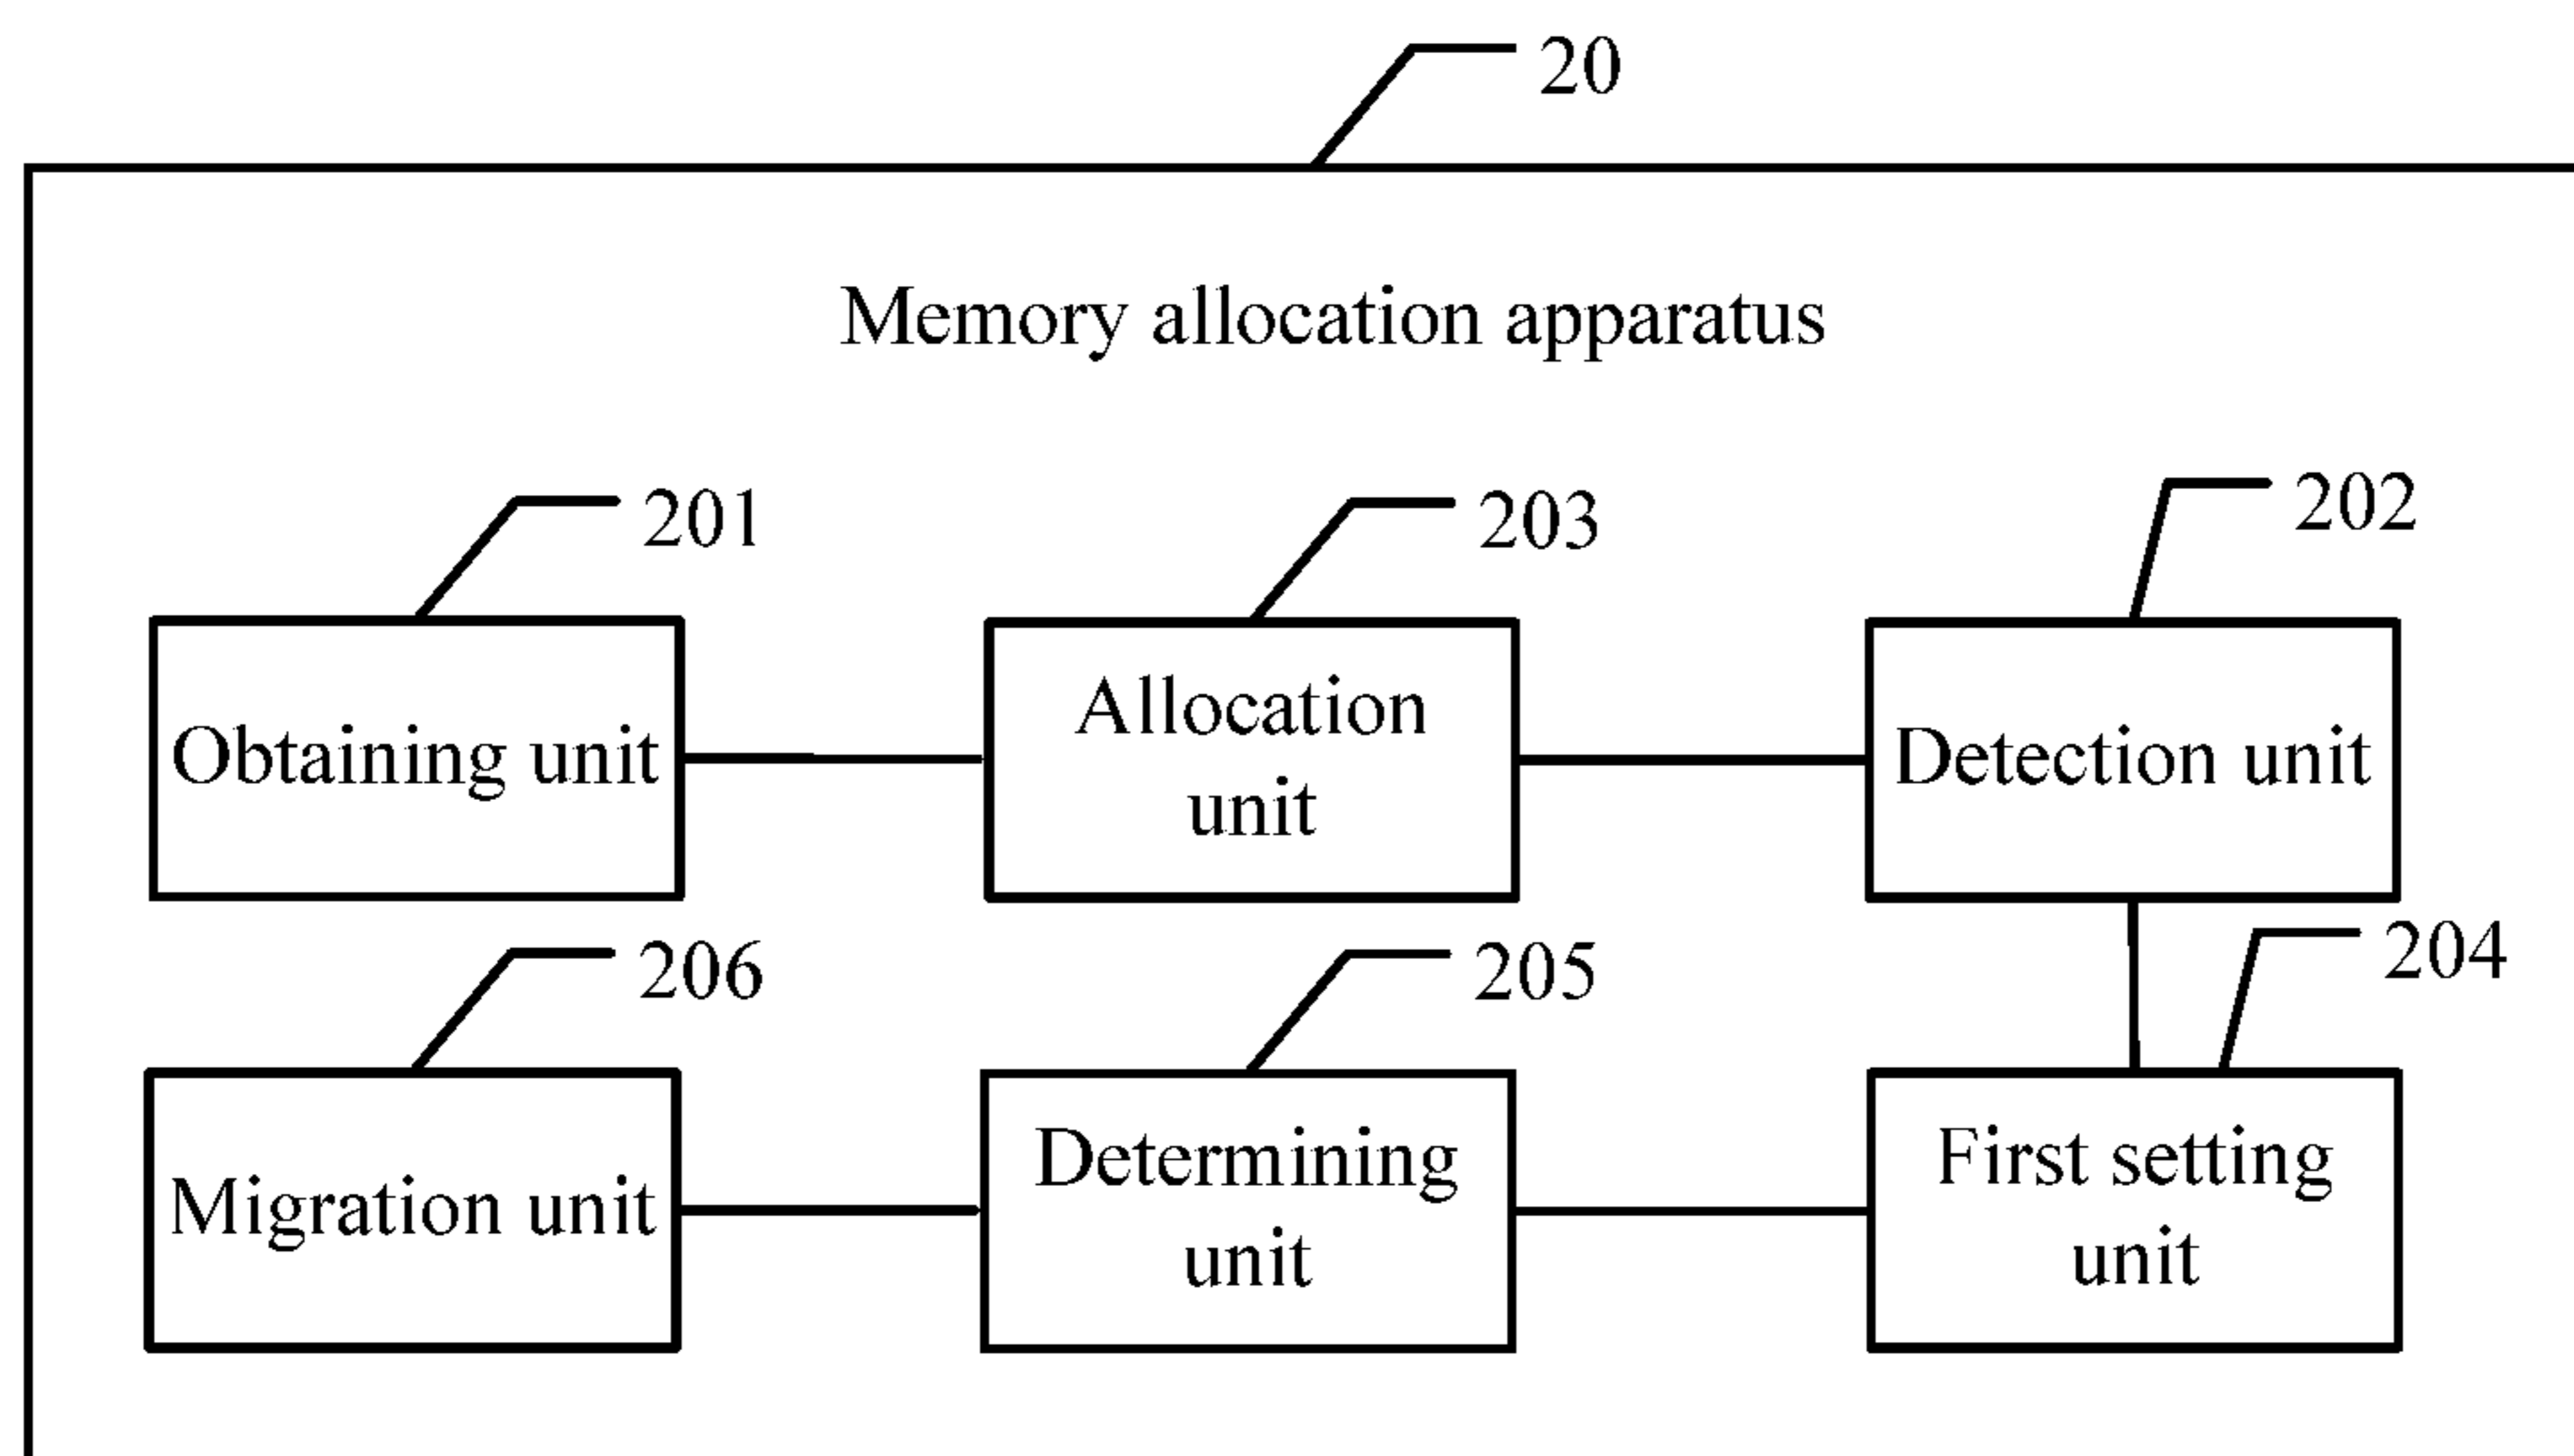 20
Memory allocation apparatus
201
203
202
Obtaining unit
Allocation
unit
Detection unit
206
205
204
Migration unit
Determining
unit
First setting
unit